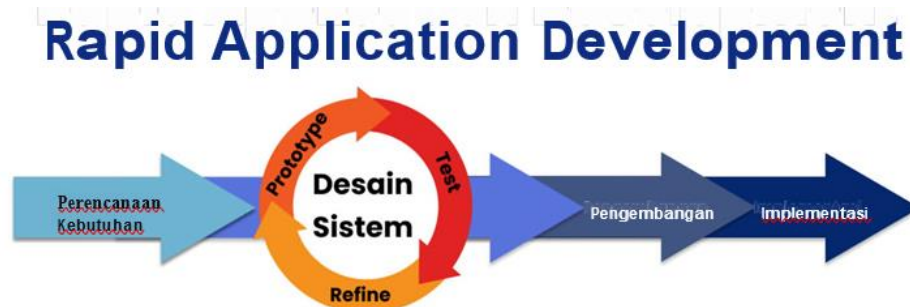 Rapid Application Development
Perencanaan
Kebutuhan
Prototype
Test
Refine
Desain
Sistem
Pengembangan
Implementasi